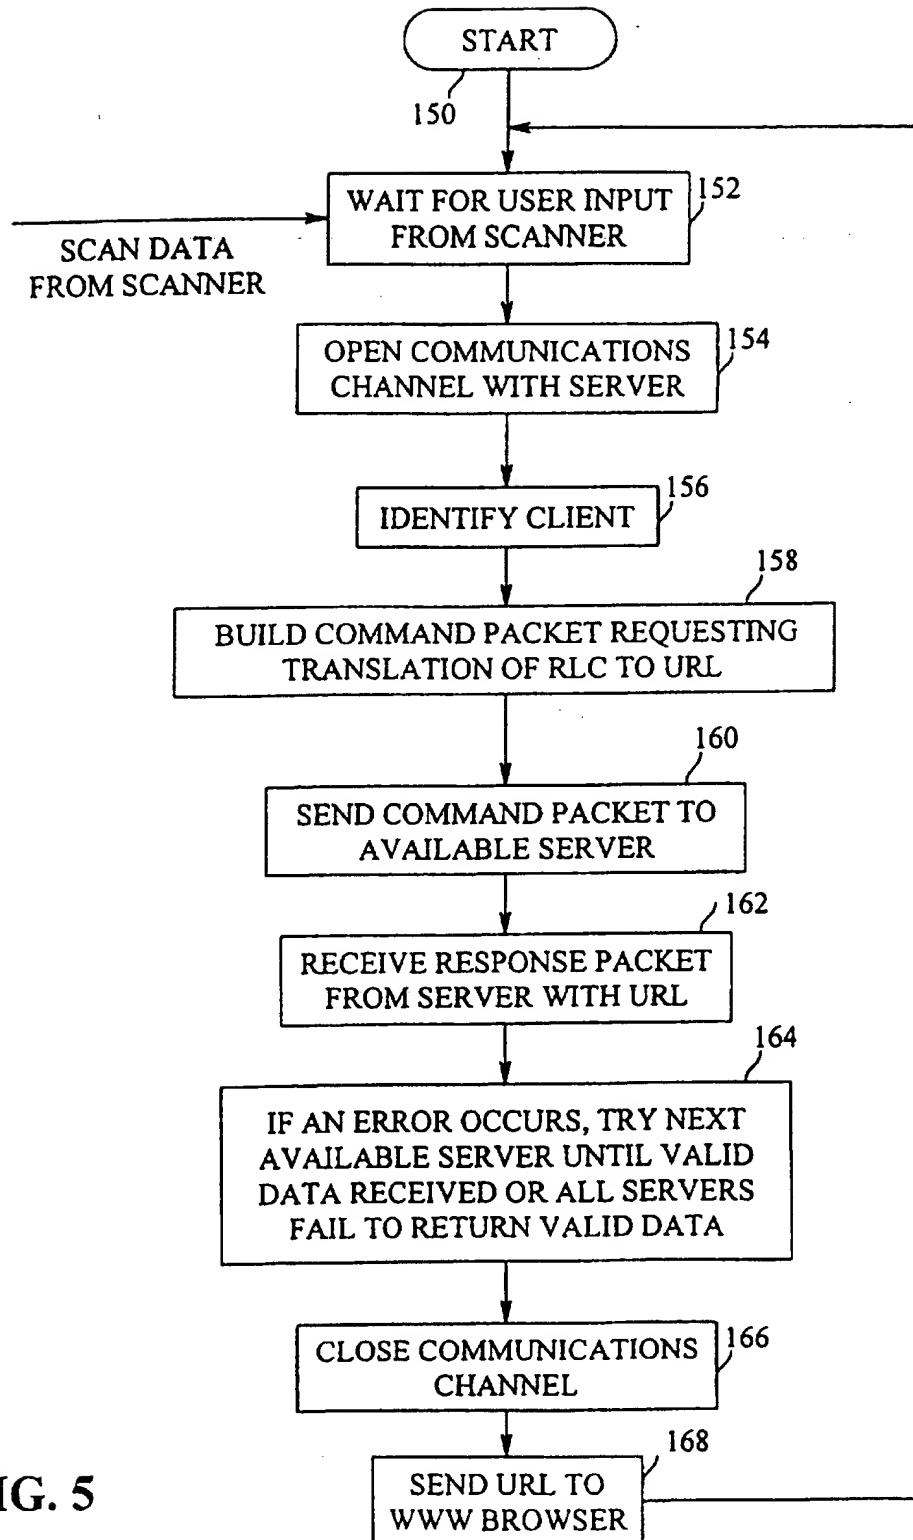 START
150
WAIT FOR USER INPUT
FROM SCANNER
152
SCAN DATA
FROM SCANNER
OPEN COMMUNICATIONS
CHANNEL WITH SERVER
154
IDENTIFY CLIENT
156
158
BUILD COMMAND PACKET REQUESTING
TRANSLATION OF RLC TO URL
160
SEND COMMAND PACKET TO
AVAILABLE SERVER
162
RECEIVE RESPONSE PACKET
FROM SERVER WITH URL
164
IF AN ERROR OCCURS, TRY NEXT
AVAILABLE SERVER UNTIL VALID
DATA RECEIVED OR ALL SERVERS
FAIL TO RETURN VALID DATA
CLOSE COMMUNICATIONS
CHANNEL
166
168
SEND URL TO
WWW BROWSER
IG. 5